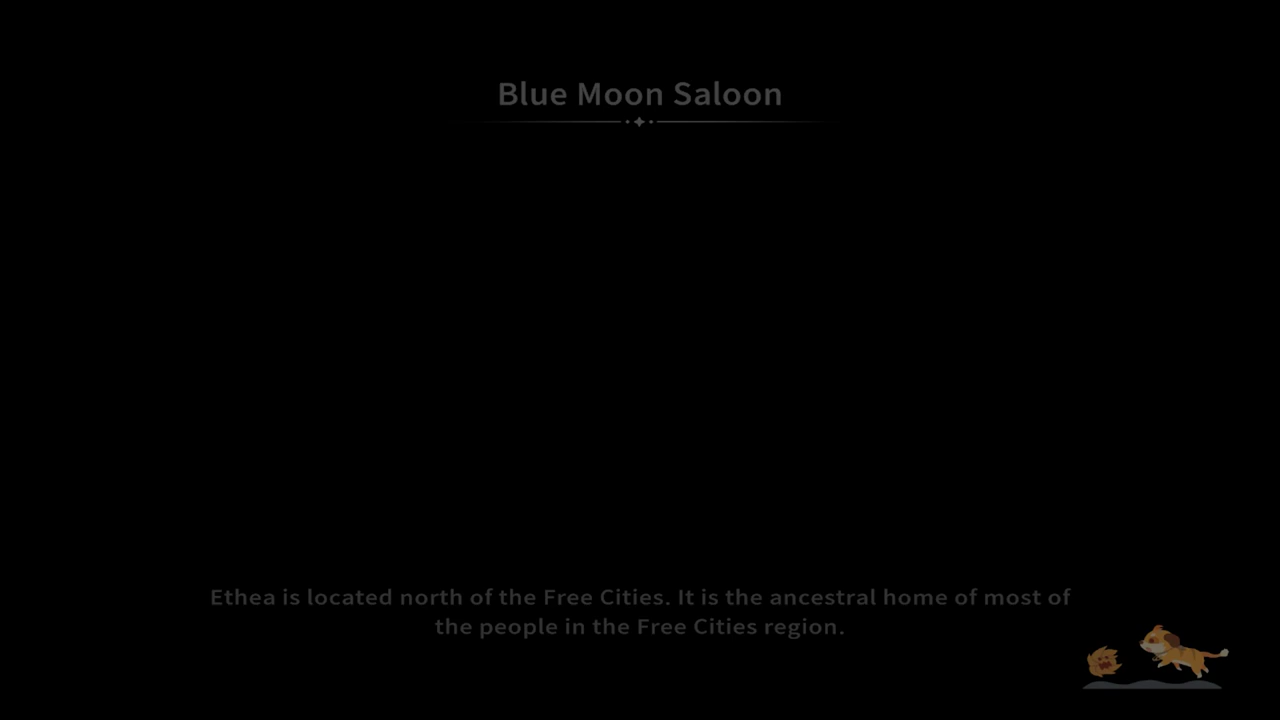 Blue Moon Saloon
Ethea is located north of the Free Cities. It is the ancestral home of most of
the people in the Free Cities region.